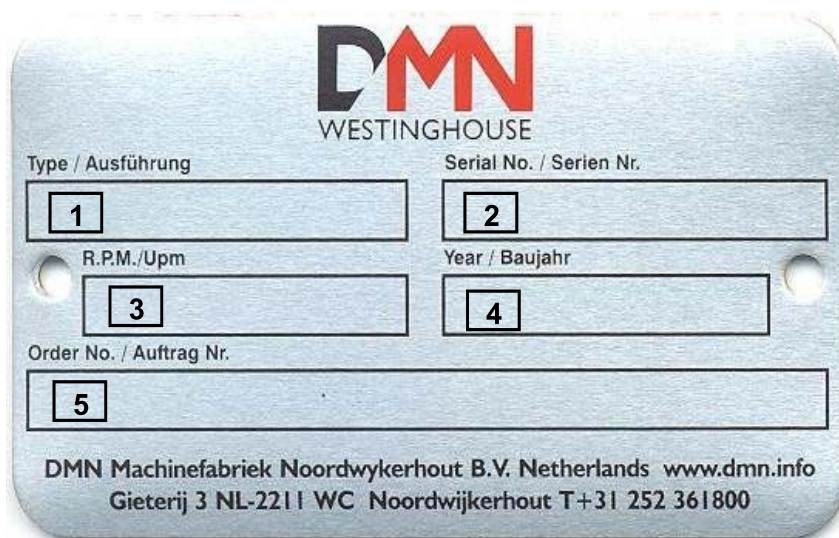 DMN
WESTINGHOUSE
Type / Ausführung Serial No. / Serien Nr.
1 2
R.P.M./Upm Year / Baujahr
3 4
Order No. / Auftrag Nr.
5
DMN Machinefabriek Noordwykerhout B.V. Netherlands www.dmn.info
Gieterij 3 NL-2211 WC Noordwijkerhout T+31 252 361800